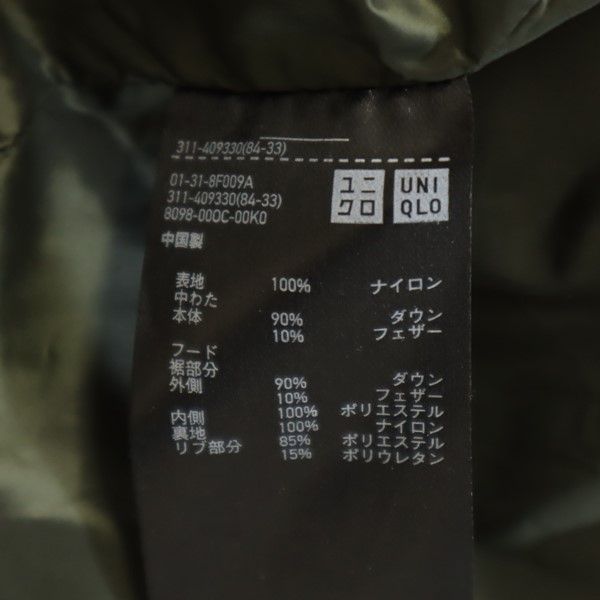 311-409330(84-33)
01-31-8F009A
311-409330(84-33)
8098-00OC-00K0
ユニ
クロ
UNI
QLO
中国製
表地 100% ナイロン
中わた
本体 90% ダウン
10% フェザー
フード
裾部分
外側 90% ダウン
10% フェザー
内側 100% ポリエステル
裏地 100% ナイロン
リブ部分 85% ポリエステル
15% ポリウレタン